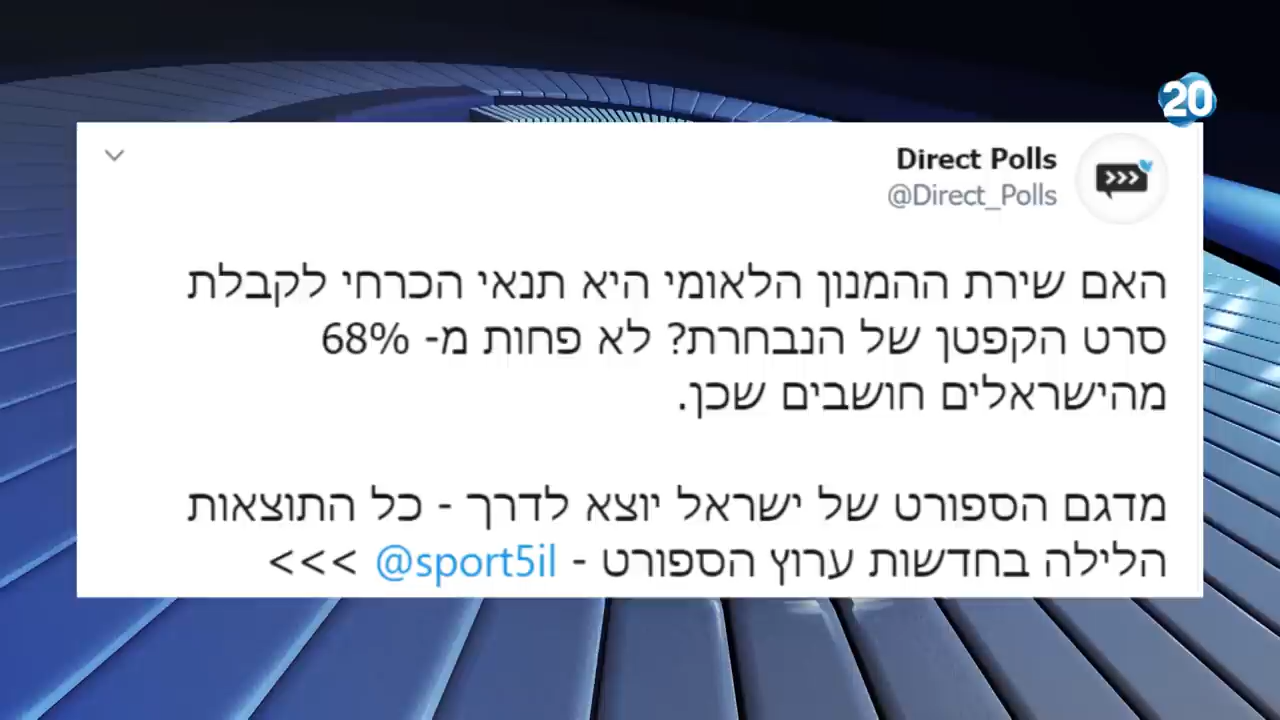 20
Direct Polls
@Direct_Polls
האם שירת ההמנון הלאומי היא תנאי הכרחי לקבלת
סרט הקפטן של הנבחרת? לא פחות מ- 68%
מהישראלים חושבים שכן.
מדגם הספורט של ישראל יוצא לדרך - כל התוצאות
הלילה בחדשות ערוץ הספורט - @sport5il >>>